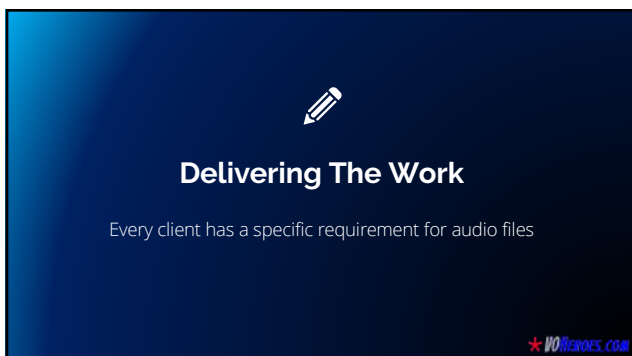 Delivering The Work
Every client has a specific requirement for audio files
VOHeroes.com